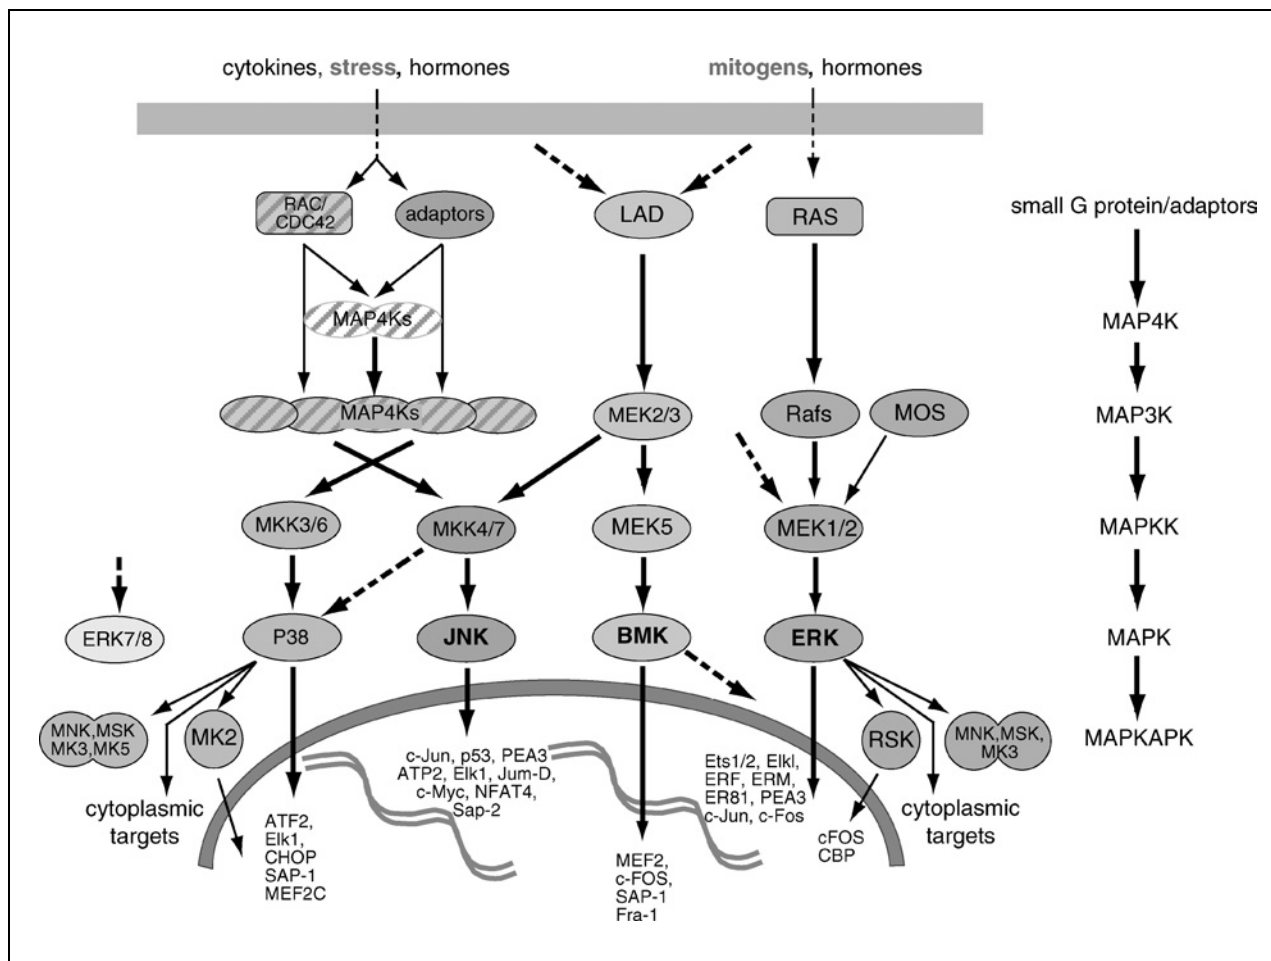 cytokines, stress, hormones
mitogens, hormones
RAC/
CDC42
adaptors
LAD
RAS
small G protein/adaptors
MAP4Ks
MAP4K
MAP4Ks
MEK2/3
Rafs
MOS
MAP3K
MKK3/6
MKK4/7
MEK5
MEK1/2
MAPKK
ERK7/8
P38
JNK
BMK
ERK
MAPK
MNK,MSK
MK3,MK5
MK2
RSK
MNK,MSK,
MK3
MAPKAPK
cytoplasmic
targets
ATF2,
Elk1,
CHOP
SAP-1
MEF2C
c-Jun, p53, PEA3
ATP2, Elk1, Jum-D,
c-Myc, NFAT4,
Sap-2
MEF2,
c-FOS,
SAP-1
Fra-1
Ets1/2, Elkl,
ERF, ERM,
ER81, PEA3
c-Jun, c-Fos
cFOS
CBP
cytoplasmic
targets